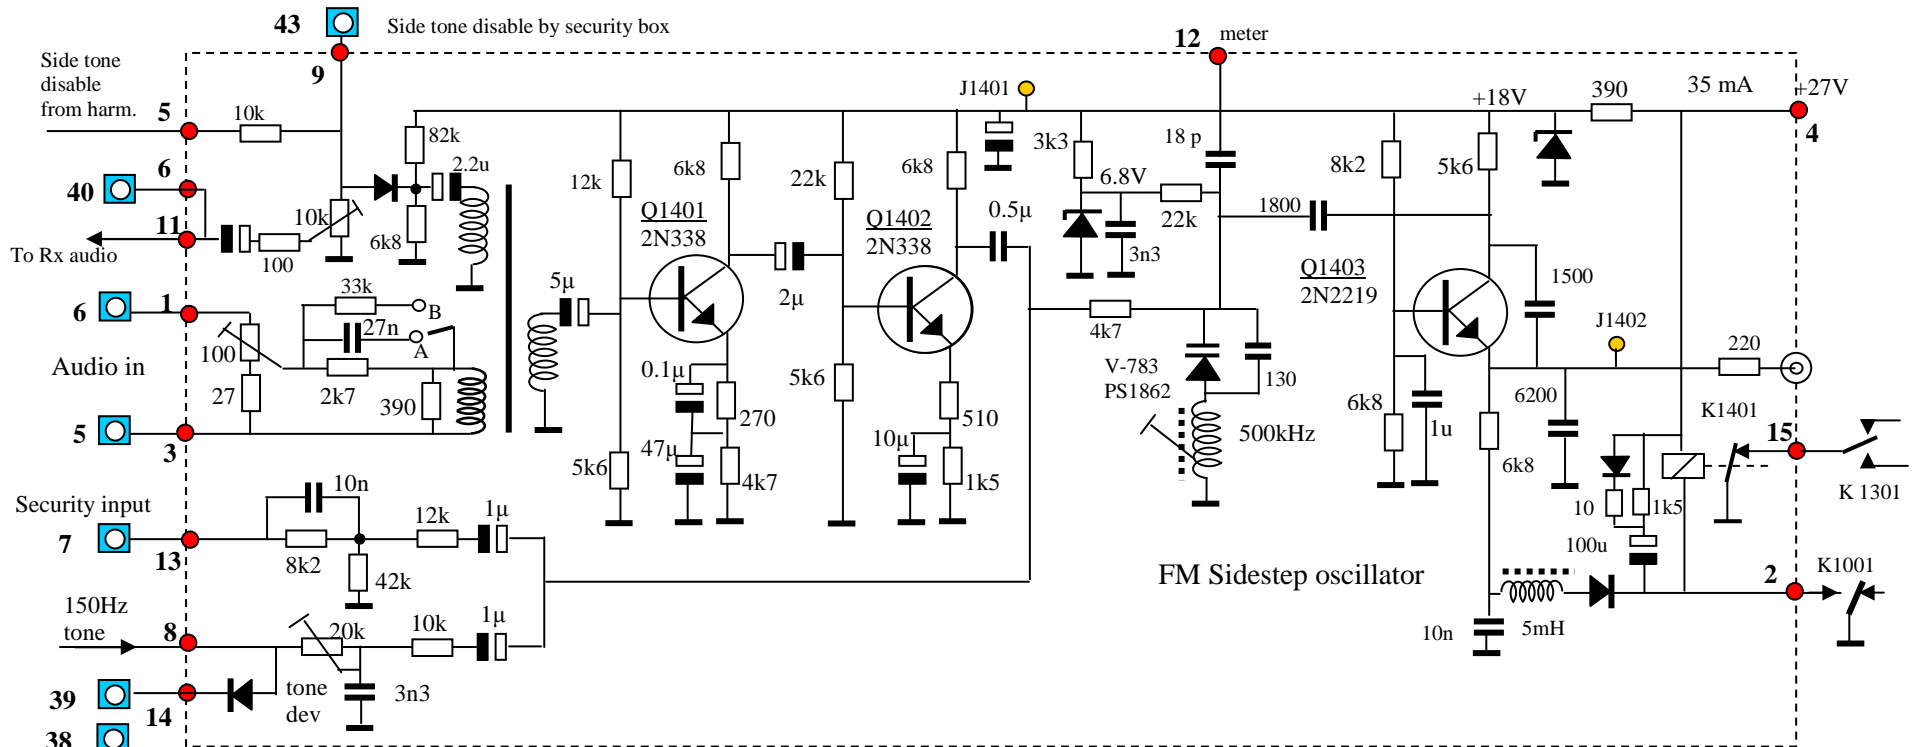 43
Side tone disable by security box
12
meter
Side tone
disable
from harm.
9
J1401
+18V
390
35 mA
+27V
4
5
10k
82k
2.2u
12k
6k8
22k
6k8
3k3
18 p
8k2
5k6
6
40
6.8V
Q1401
2N338
Q1402
2N338
0.5µ
22k
1800
10k
11
To Rx audio
100
6k8
3n3
Q1403
2N2219
1500
6
1
33k
B
5µ
2µ
27n
A
100
4k7
J1402
220
Audio in
27
2k7
390
0.1µ
270
5k6
510
V-783
PS1862
130
6k8
6200
K1401
15
5
3
47µ
4k7
10µ
1k5
500kHz
1u
6k8
5k6
10
1k5
K 1301
Security input
10n
12k
1µ
7
13
8k2
42k
100u
FM Sidestep oscillator
2
K1001
150Hz
tone
8
20k
10k
1µ
10n
5mH
39
14
tone
dev
3n3
38